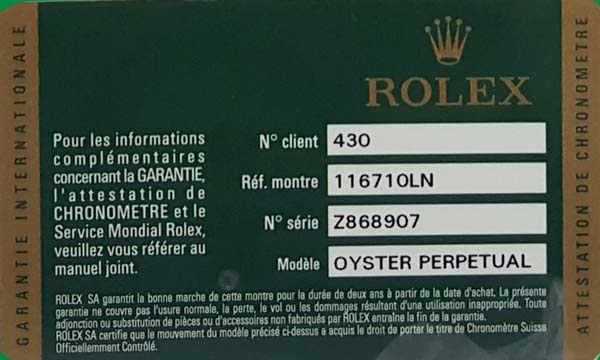 GARANTIE INTERNATIONALE
ROLEX
Pour les informations
complémentaires
concernant la GARANTIE,
l'attestation de
CHRONOMETRE et le
Service Mondial Rolex,
veuillez vous référer au
manuel joint.
N° client 430
Réf. montre 116710LN
N° série Z868907
Modèle OYSTER PERPETUAL
ROLEX SA garantit la bonne marche de cette montre pour la durée de deux ans à partir de la date d'achat. La présente
garantie ne couvre pas l'usure normale, la perte, le vol ou les dommages résultant d'une utilisation inappropriée. Toute
adjonction ou substitution de pièces ou d'accessoires non fabriqués par ROLEX entraîne la fin de la garantie.
ROLEX SA certifie que le mouvement du modèle précisé ci-dessus a acquis le droit de porter le titre de Chronomètre Suisse
Officiellement Contrôlé.
ATTESTATION DE CHRONOMETRE